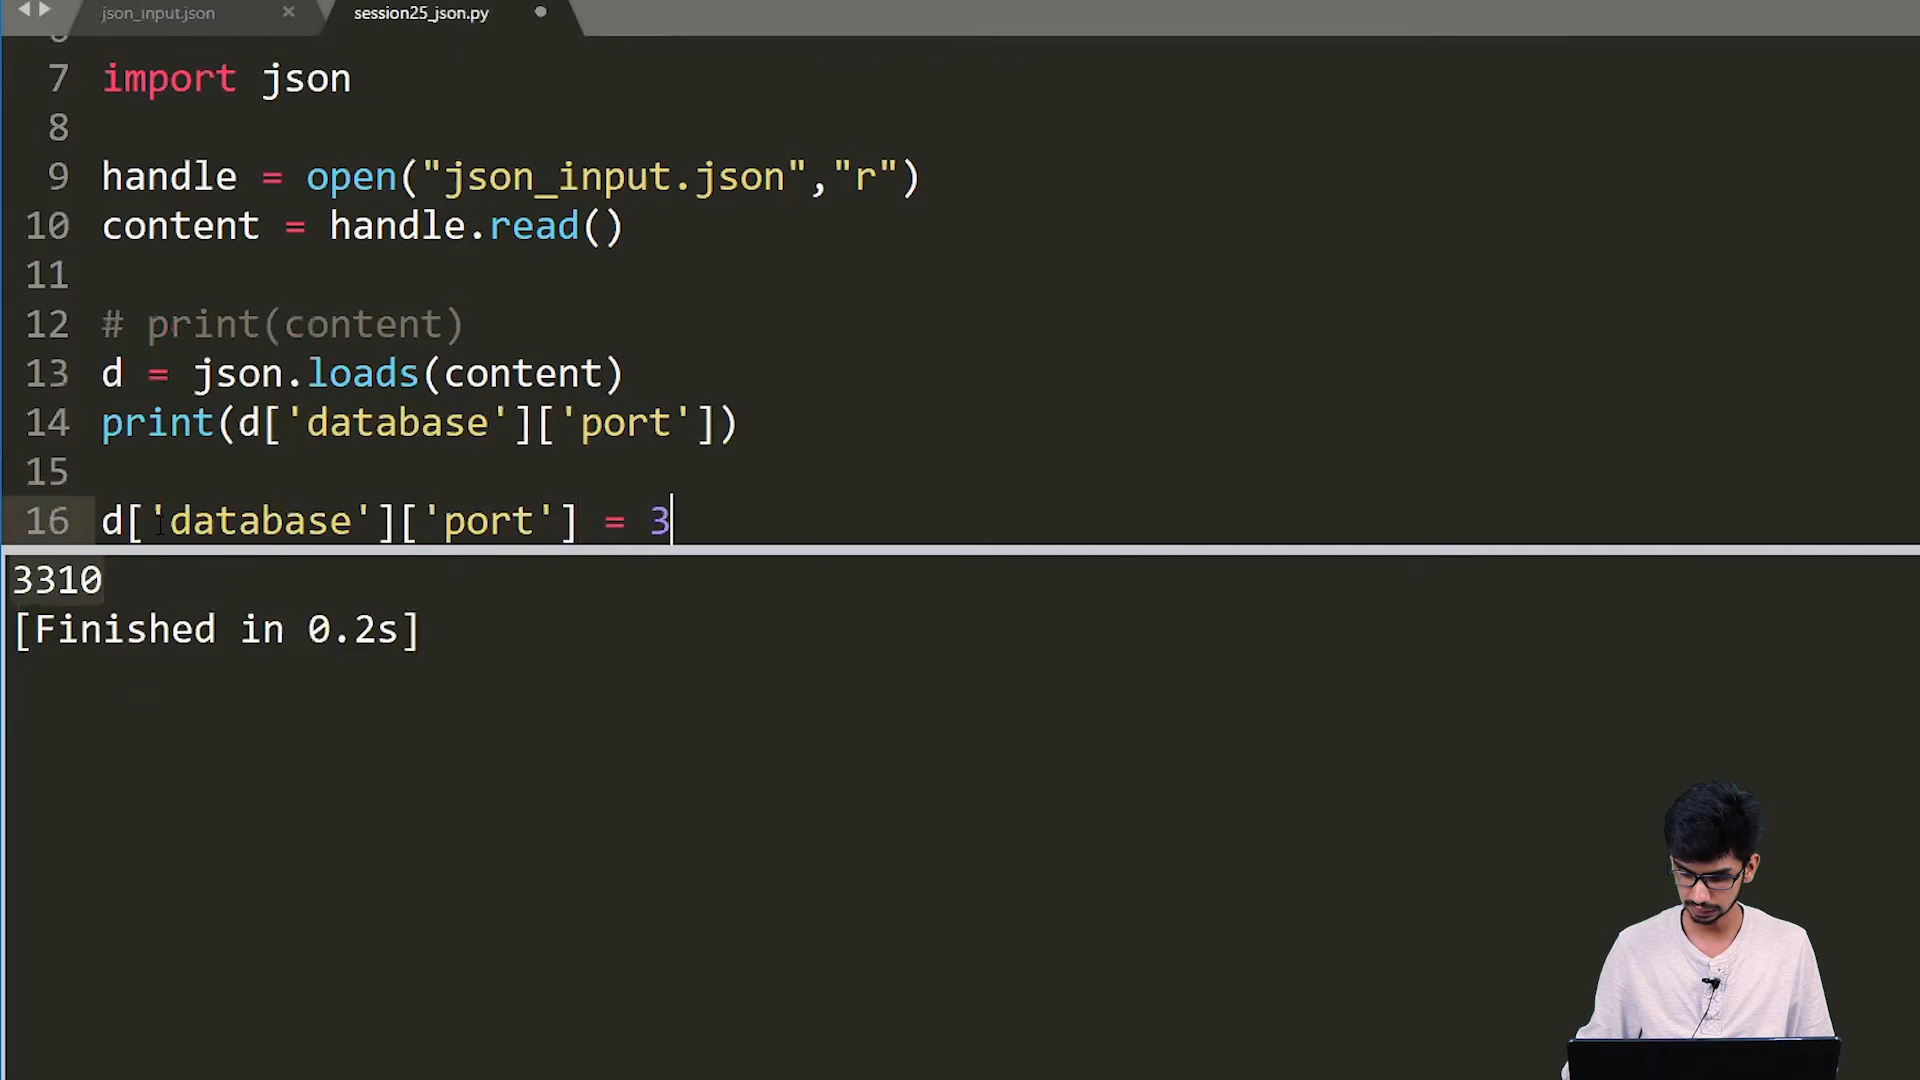 json_input.json × session25_json.py
7 import json
8
9 handle = open("json_input.json","r")
10 content = handle.read()
11
12 # print(content)
13 d = json.loads(content)
14 print(d['database']['port'])
15
16 d['database']['port'] = 3
3310
[Finished in 0.2s]